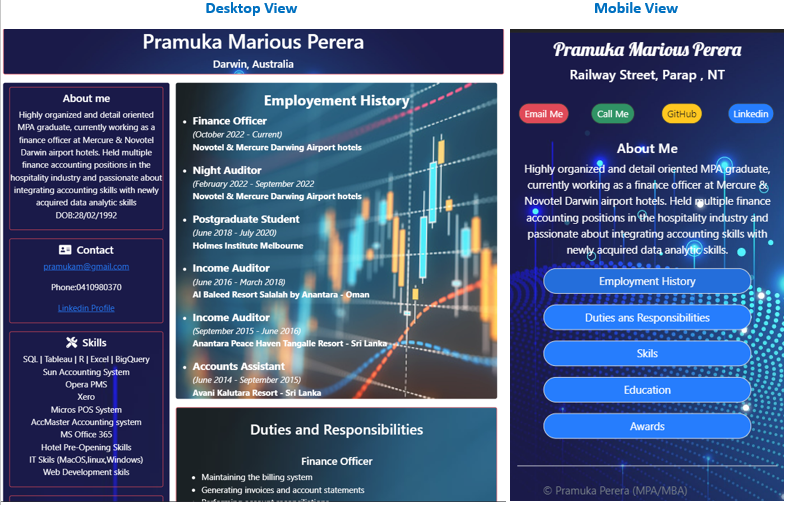 Desktop View
Pramuka Marious Perera
Darwin, Australia
About me
Highly organized and detail oriented
MPA graduate, currently working as a
finance officer at Mercure & Novotel
Darwin airport hotels. Held multiple
finance accounting positions in the
hospitality industry and passionate about
integrating accounting skills with newly
acquired data analytic skills
DOB:28/02/1992
Contact
pramukam@gmail.com
Phone:0410980370
Linkedin Profile
Skills
SQL | Tableau | R | Excel | BigQuery
Sun Accounting System
Opera PMS
Xero
Micros POS System
AccMaster Accounting system
MS Office 365
Hotel Pre-Opening Skills
IT Skils (MacOS,linux,Windows)
Web Development skils
Employement History
Finance Officer
(October 2022 - Current)
Novotel & Mercure Darwing Airport hotels
Night Auditor
(February 2022 - September 2022
Novotel & Mercure Darwing Airport hotels
Postgraduate Student
(June 2018 - July 2020)
Holmes Institute Melbourne
Income Auditor
(June 2016 - March 2018)
Al Baleed Resort Salalah by Anantara - Oman
Income Auditor
(September 2015 - June 2016)
Anantara Peace Haven Tangalle Resort - Sri Lanka
Accounts Assistant
(June 2014 - September 2015)
Avani Kalutara Resort - Sri Lanka
Duties and Responsibilities
Finance Officer
Maintaining the billing system
Generating invoices and account statements
Performing account reconciliations
Mobile View
Pramuka Marious Perera
Railway Street, Parap , NT
Email Me
Call Me
GitHub
Linkedin
About Me
Highly organized and detail oriented MPA graduate,
currently working as a finance officer at Mercure &
Novotel Darwin airport hotels. Held multiple finance
accounting positions in the hospitality industry and
passionate about integrating accounting skills with
newly acquired data analytic skills.
Employment History
Duties ans Responsibilities
Skils
Education
Awards
© Pramuka Perera (MPA/MBA)